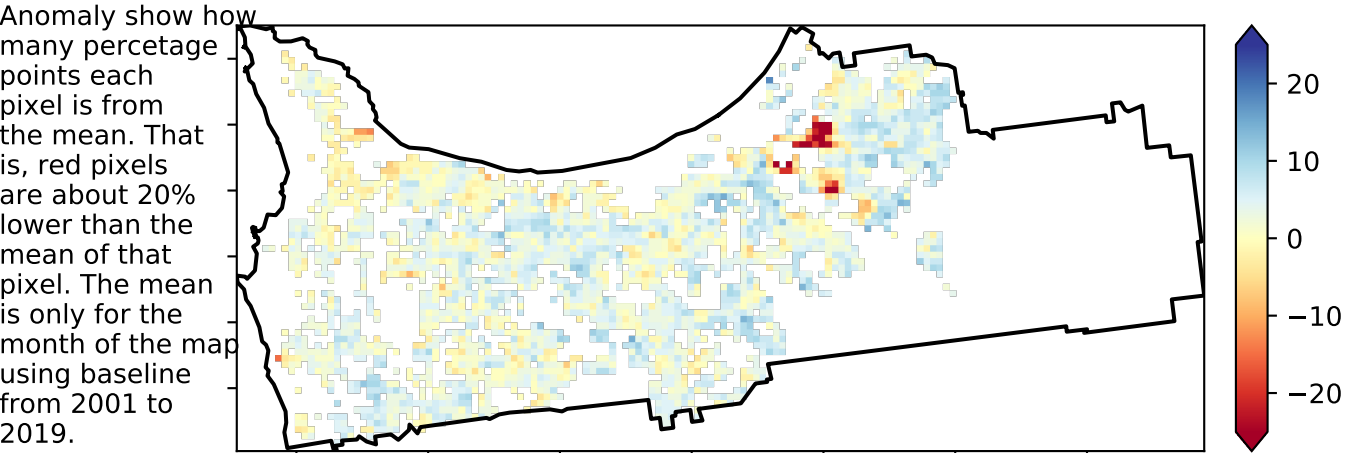 Anomaly show how
many percetage
points each
pixel is from
the mean. That
is, red pixels
are about 20%
lower than the
mean of that
pixel. The mean
is only for the
month of the map
using baseline
from 2001 to
2019.
20
10
0
−10
−20